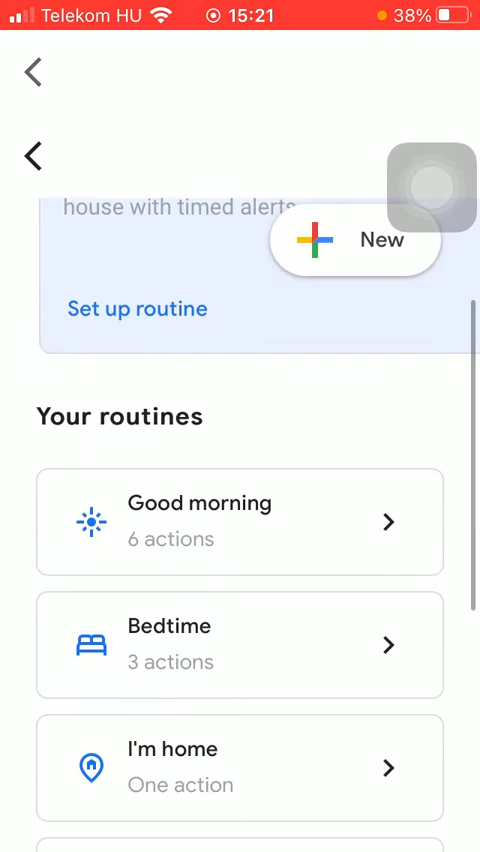 Telekom HU 15:21 38%
house with timed alerts
New
Set up routine
Your routines
Good morning
6 actions
Bedtime
3 actions
I'm home
One action